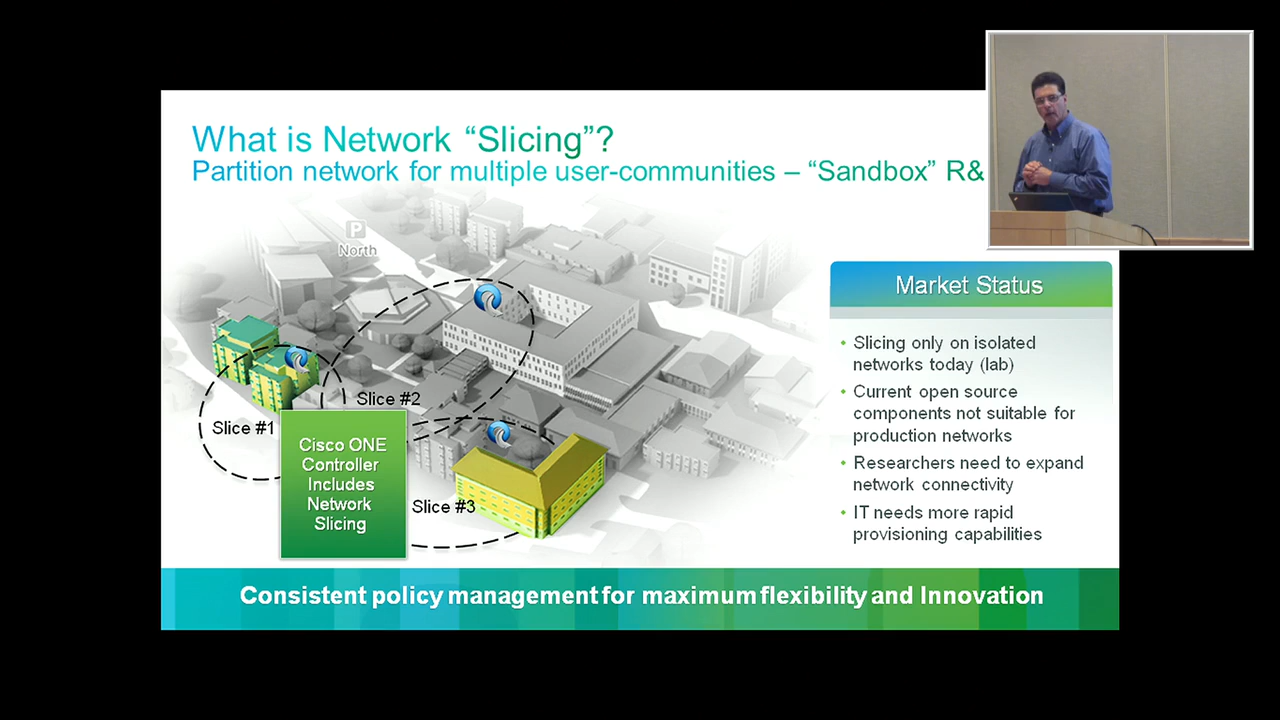 What is Network “Slicing”?
Partition network for multiple user-communities – “Sandbox” R&
P
North
Slice #2
Slice #1
Cisco ONE
Controller
Includes
Network
Slicing
Slice #3
Market Status
• Slicing only on isolated
networks today (lab)
• Current open source
components not suitable for
production networks
• Researchers need to expand
network connectivity
• IT needs more rapid
provisioning capabilities
Consistent policy management for maximum flexibility and Innovation